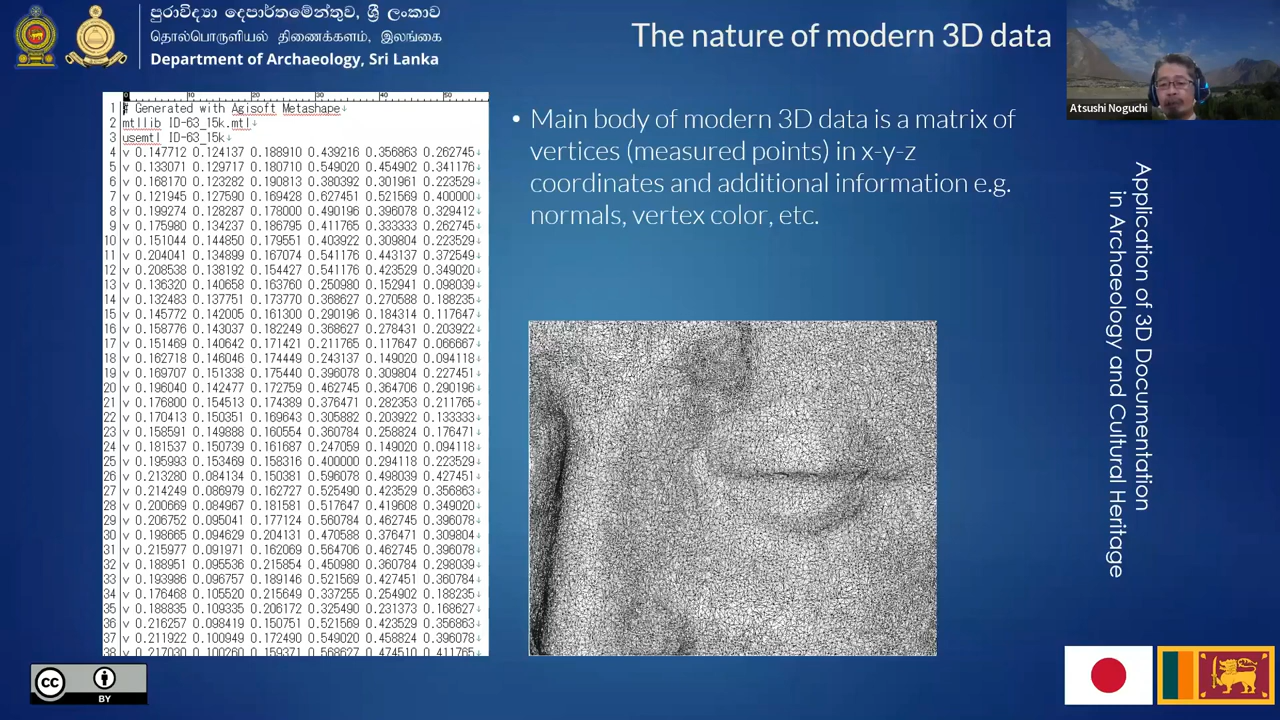 පුරාවිද්‍යා දෙපාර්තමේන්තුව, ශ්‍රී ලංකාව
தொல்பொருளியல் திணைக்களம், இலங்கை
Department of Archaeology, Sri Lanka
The nature of modern 3D data
Atsushi Noguchi
1 # Generated with Agisoft Metashape
2 mtllib ID-63_15k.mtl
3 usemtl ID-63_15k
4 v 0.147712 0.124137 0.188910 0.439216 0.356863 0.262745
5 v 0.133071 0.129717 0.180710 0.549020 0.454902 0.341176
6 v 0.168170 0.123282 0.190813 0.380392 0.301961 0.223529
7 v 0.121945 0.127590 0.169428 0.627451 0.521569 0.400000
8 v 0.199274 0.128287 0.178000 0.490196 0.396078 0.329412
9 v 0.175980 0.134237 0.186795 0.411765 0.333333 0.262745
10 v 0.151044 0.144850 0.179551 0.403922 0.309804 0.223529
11 v 0.204041 0.134899 0.167074 0.541176 0.443137 0.372549
12 v 0.208538 0.138192 0.154427 0.541176 0.423529 0.349020
13 v 0.136320 0.140658 0.163760 0.250980 0.152941 0.098039
14 v 0.132483 0.137751 0.173770 0.368627 0.270588 0.188235
15 v 0.145772 0.142005 0.161300 0.290196 0.184314 0.117647
16 v 0.158776 0.143037 0.182249 0.368627 0.278431 0.203922
17 v 0.151469 0.140642 0.171421 0.211765 0.117647 0.066667
18 v 0.162718 0.146046 0.174449 0.243137 0.149020 0.094118
19 v 0.169707 0.151338 0.175440 0.396078 0.309804 0.227451
20 v 0.196040 0.142477 0.172759 0.462745 0.364706 0.290196
21 v 0.176800 0.154513 0.174389 0.376471 0.282353 0.211765
22 v 0.170413 0.150351 0.169643 0.305882 0.203922 0.133333
23 v 0.158591 0.149888 0.160554 0.360784 0.258824 0.176471
24 v 0.181537 0.150739 0.161687 0.247059 0.149020 0.094118
25 v 0.195993 0.153469 0.158316 0.400000 0.294118 0.223529
26 v 0.213280 0.084134 0.150381 0.596078 0.498039 0.427451
27 v 0.214249 0.086979 0.162727 0.525490 0.423529 0.356863
28 v 0.200669 0.084967 0.181581 0.517647 0.419608 0.349020
29 v 0.206752 0.095041 0.177124 0.560784 0.462745 0.396078
30 v 0.198665 0.094629 0.204131 0.470588 0.376471 0.309804
31 v 0.215977 0.091971 0.162069 0.564706 0.462745 0.396078
32 v 0.188951 0.095536 0.215854 0.450980 0.360784 0.298039
33 v 0.193986 0.096757 0.189146 0.521569 0.427451 0.360784
34 v 0.176468 0.105520 0.215649 0.337255 0.254902 0.188235
35 v 0.188835 0.109335 0.206172 0.325490 0.231373 0.168627
36 v 0.216257 0.098419 0.150751 0.521569 0.423529 0.356863
37 v 0.211922 0.100949 0.172490 0.549020 0.458824 0.396078
38 v 0.217030 0.100260 0.159371 0.568627 0.474510 0.411765
• Main body of modern 3D data is a matrix of
vertices (measured points) in x-y-z
coordinates and additional information e.g.
normals, vertex color, etc.
Application of 3D Documentation
in Archaeology and Cultural Heritage
CC
BY